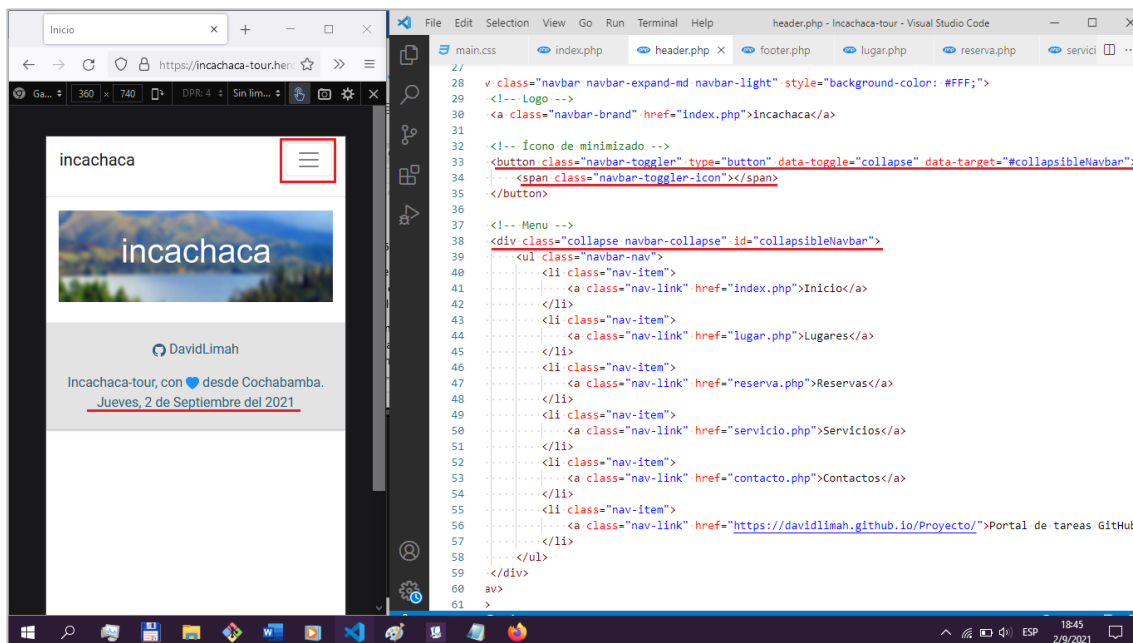 Inicio
https://incachaca-tour.hero
Ga...
360 × 740
DPR: 4
Sin lím...
incachaca
incachaca
DavidLimah
Incachaca-tour, con desde Cochabamba.
Jueves, 2 de Septiembre del 2021
File Edit Selection View Go Run Terminal Help
header.php - Incachaca-tour - Visual Studio Code
main.css
index.php
header.php
footer.php
lugar.php
reserva.php
servici
27
28 v class="navbar navbar-expand-md navbar-light" style="background-color: #FFF;">
29 <!-- Logo -->
30 <a class="navbar-brand" href="index.php">incachaca</a>
31
32 <!-- Ícono de minimizado -->
33 <button class="navbar-toggler" type="button" data-toggle="collapse" data-target="#collapsibleNavbar">
34 <span class="navbar-toggler-icon"></span>
35 </button>
36
37 <!-- Menu -->
38 <div class="collapse navbar-collapse" id="collapsibleNavbar">
39 <ul class="navbar-nav">
40 <li class="nav-item">
41 <a class="nav-link" href="index.php">Inicio</a>
42 </li>
43 <li class="nav-item">
44 <a class="nav-link" href="lugar.php">Lugares</a>
45 </li>
46 <li class="nav-item">
47 <a class="nav-link" href="reserva.php">Reservas</a>
48 </li>
49 <li class="nav-item">
50 <a class="nav-link" href="servicio.php">Servicios</a>
51 </li>
52 <li class="nav-item">
53 <a class="nav-link" href="contacto.php">Contactos</a>
54 </li>
55 <li class="nav-item">
56 <a class="nav-link" href="https://davidlimah.github.io/Proyecto/">Portal de tareas GitHub
57 </li>
58 </ul>
59 </div>
60 av>
61 >
ESP
18:45
2/9/2021